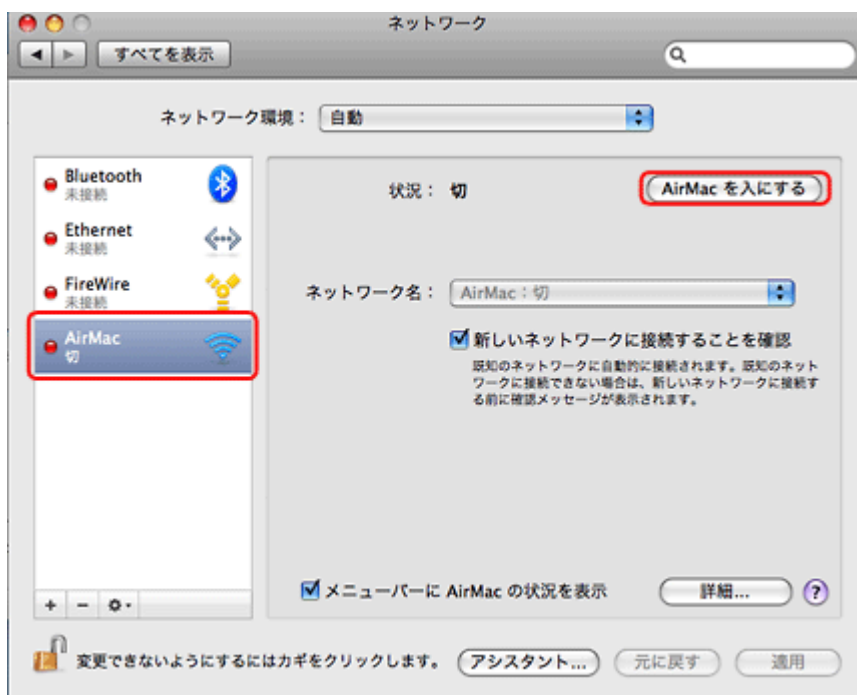 ネットワーク
すべてを表示
ネットワーク環境： 自動
Bluetooth
未接続
Ethernet
未接続
FireWire
未接続
AirMac
切
状況： 切
AirMac を入にする
ネットワーク名： AirMac：切
新しいネットワークに接続することを確認
既知のネットワークに自動的に接続されます。既知のネット
ワークに接続できない場合は、新しいネットワークに接続す
る前に確認メッセージが表示されます。
メニューバーに AirMac の状況を表示
詳細... ?
変更できないようにするにはカギをクリックします。 アシスタント... 元に戻す 適用